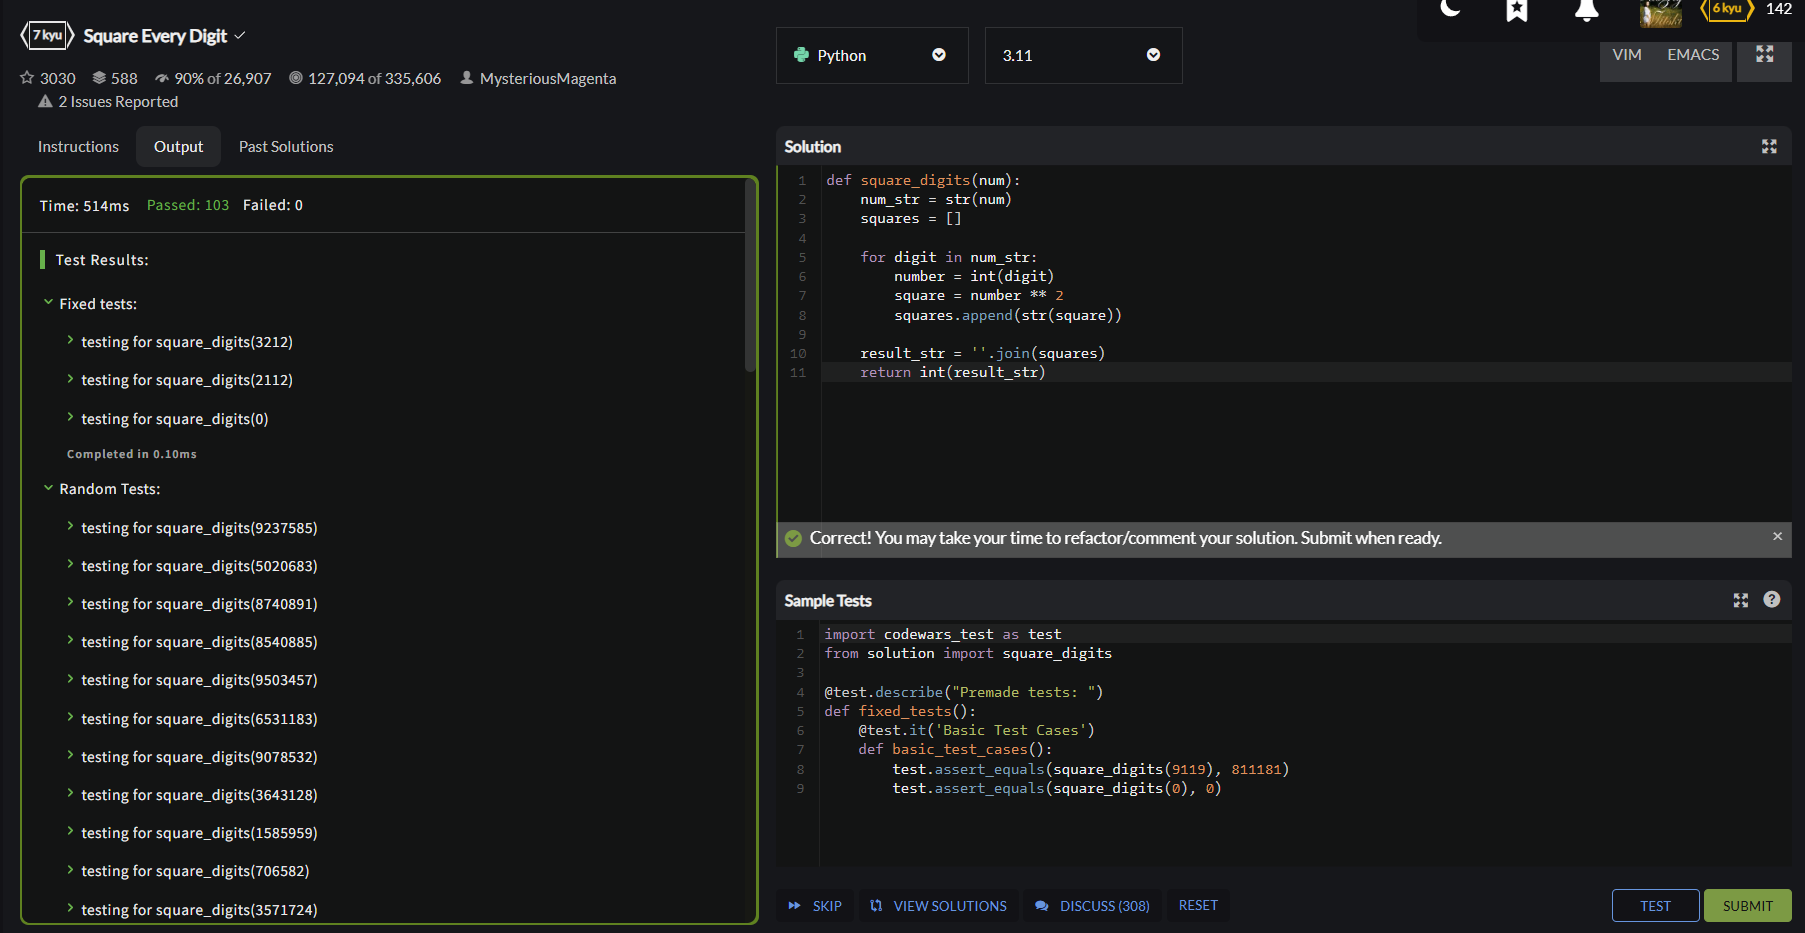 7 kyu Square Every Digit
3030 588 90% of 26,907 127,094 of 335,606 MysteriousMagenta
2 Issues Reported
Instructions Output Past Solutions
Time: 514ms Passed: 103 Failed: 0
Test Results:
Fixed tests:
testing for square_digits(3212)
testing for square_digits(2112)
testing for square_digits(0)
Completed in 0.10ms
Random Tests:
testing for square_digits(9237585)
testing for square_digits(5020683)
testing for square_digits(8740891)
testing for square_digits(8540885)
testing for square_digits(9503457)
testing for square_digits(6531183)
testing for square_digits(9078532)
testing for square_digits(3643128)
testing for square_digits(1585959)
testing for square_digits(706582)
testing for square_digits(3571724)
6 kyu 142
Python 3.11 VIM EMACS
Solution
1 def square_digits(num):
2     num_str = str(num)
3     squares = []
4
5     for digit in num_str:
6         number = int(digit)
7         square = number ** 2
8         squares.append(str(square))
9
10     result_str = ''.join(squares)
11     return int(result_str)
Correct! You may take your time to refactor/comment your solution. Submit when ready.
Sample Tests
1 import codewars_test as test
2 from solution import square_digits
3
4 @test.describe("Premade tests: ")
5 def fixed_tests():
6     @test.it('Basic Test Cases')
7     def basic_test_cases():
8         test.assert_equals(square_digits(9119), 811181)
9         test.assert_equals(square_digits(0), 0)
SKIP VIEW SOLUTIONS DISCUSS (308) RESET TEST SUBMIT